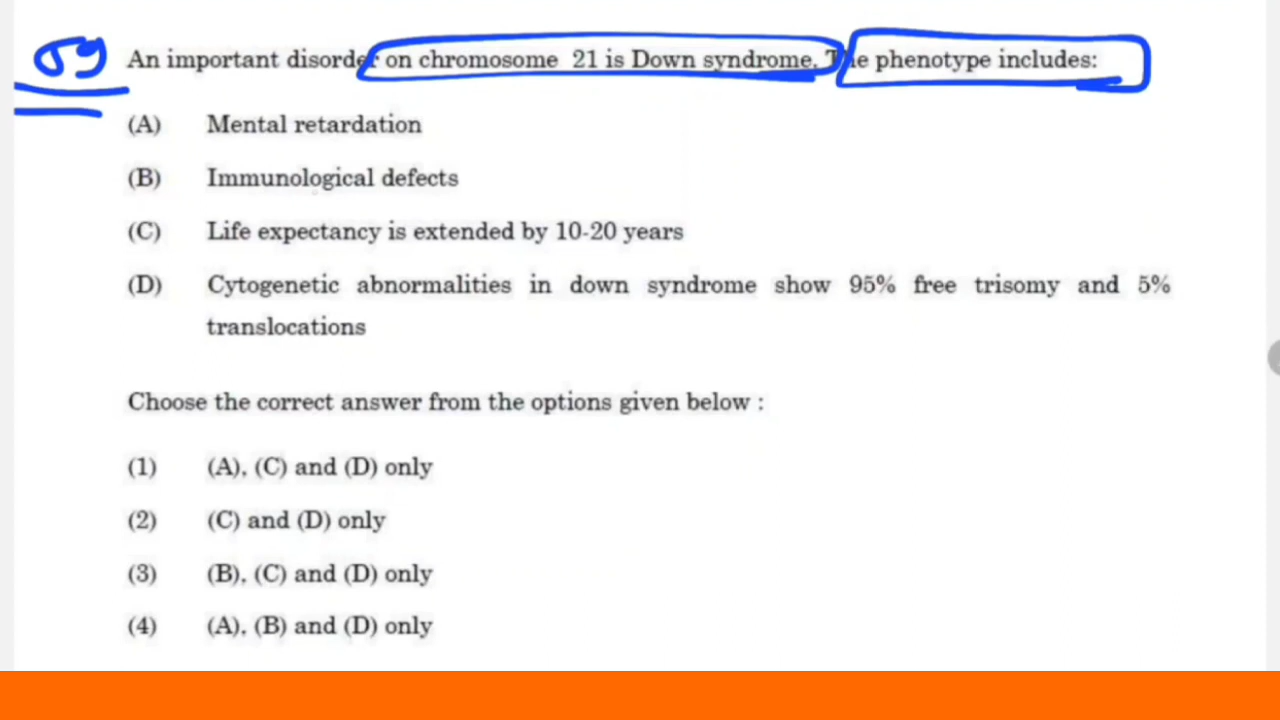 59
An important disorder on chromosome 21 is Down syndrome. The phenotype includes:
(A) Mental retardation
(B) Immunological defects
(C) Life expectancy is extended by 10-20 years
(D) Cytogenetic abnormalities in down syndrome show 95% free trisomy and 5%
translocations
Choose the correct answer from the options given below :
(1) (A), (C) and (D) only
(2) (C) and (D) only
(3) (B), (C) and (D) only
(4) (A), (B) and (D) only